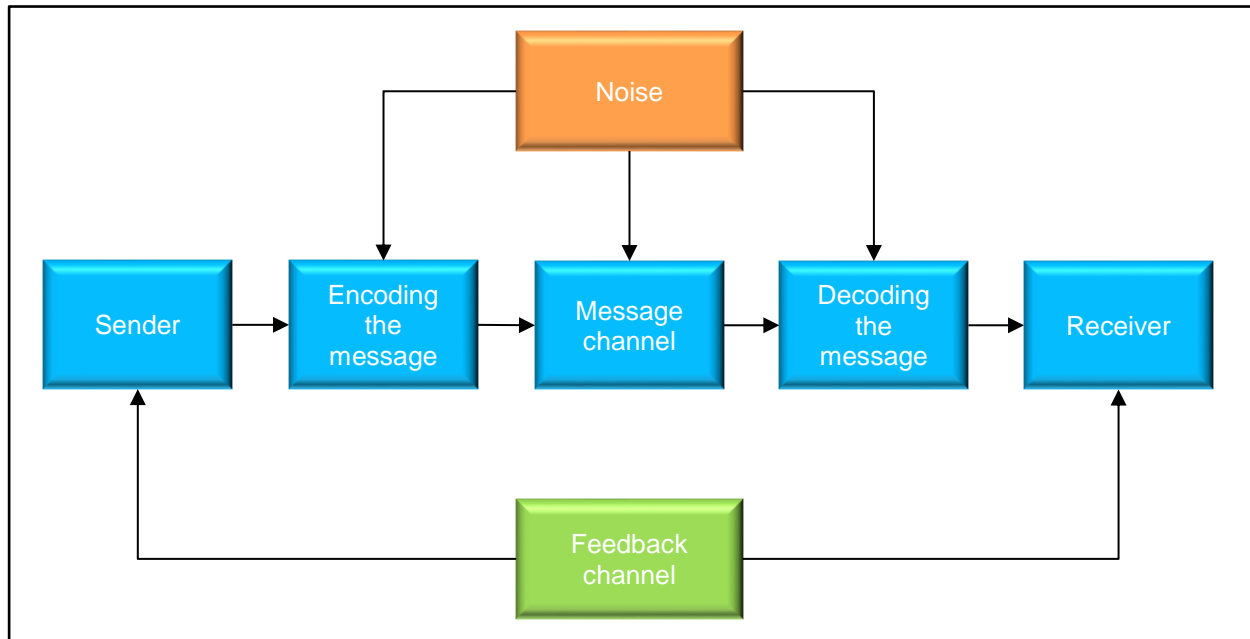 Noise
Sender
Encoding
the
message
Message
channel
Decoding
the
message
Receiver
Feedback
channel